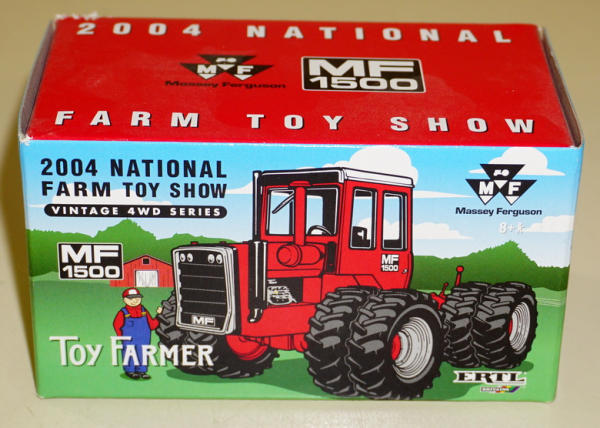 2004 NATIONAL
MF
Massey Ferguson
MF
1500
FARM TOY SHOW
2004 NATIONAL
FARM TOY SHOW
VINTAGE 4WD SERIES
MF
Massey Ferguson
8+
MF
1500
MF
1500
MF
TOY FARMER
ERTL